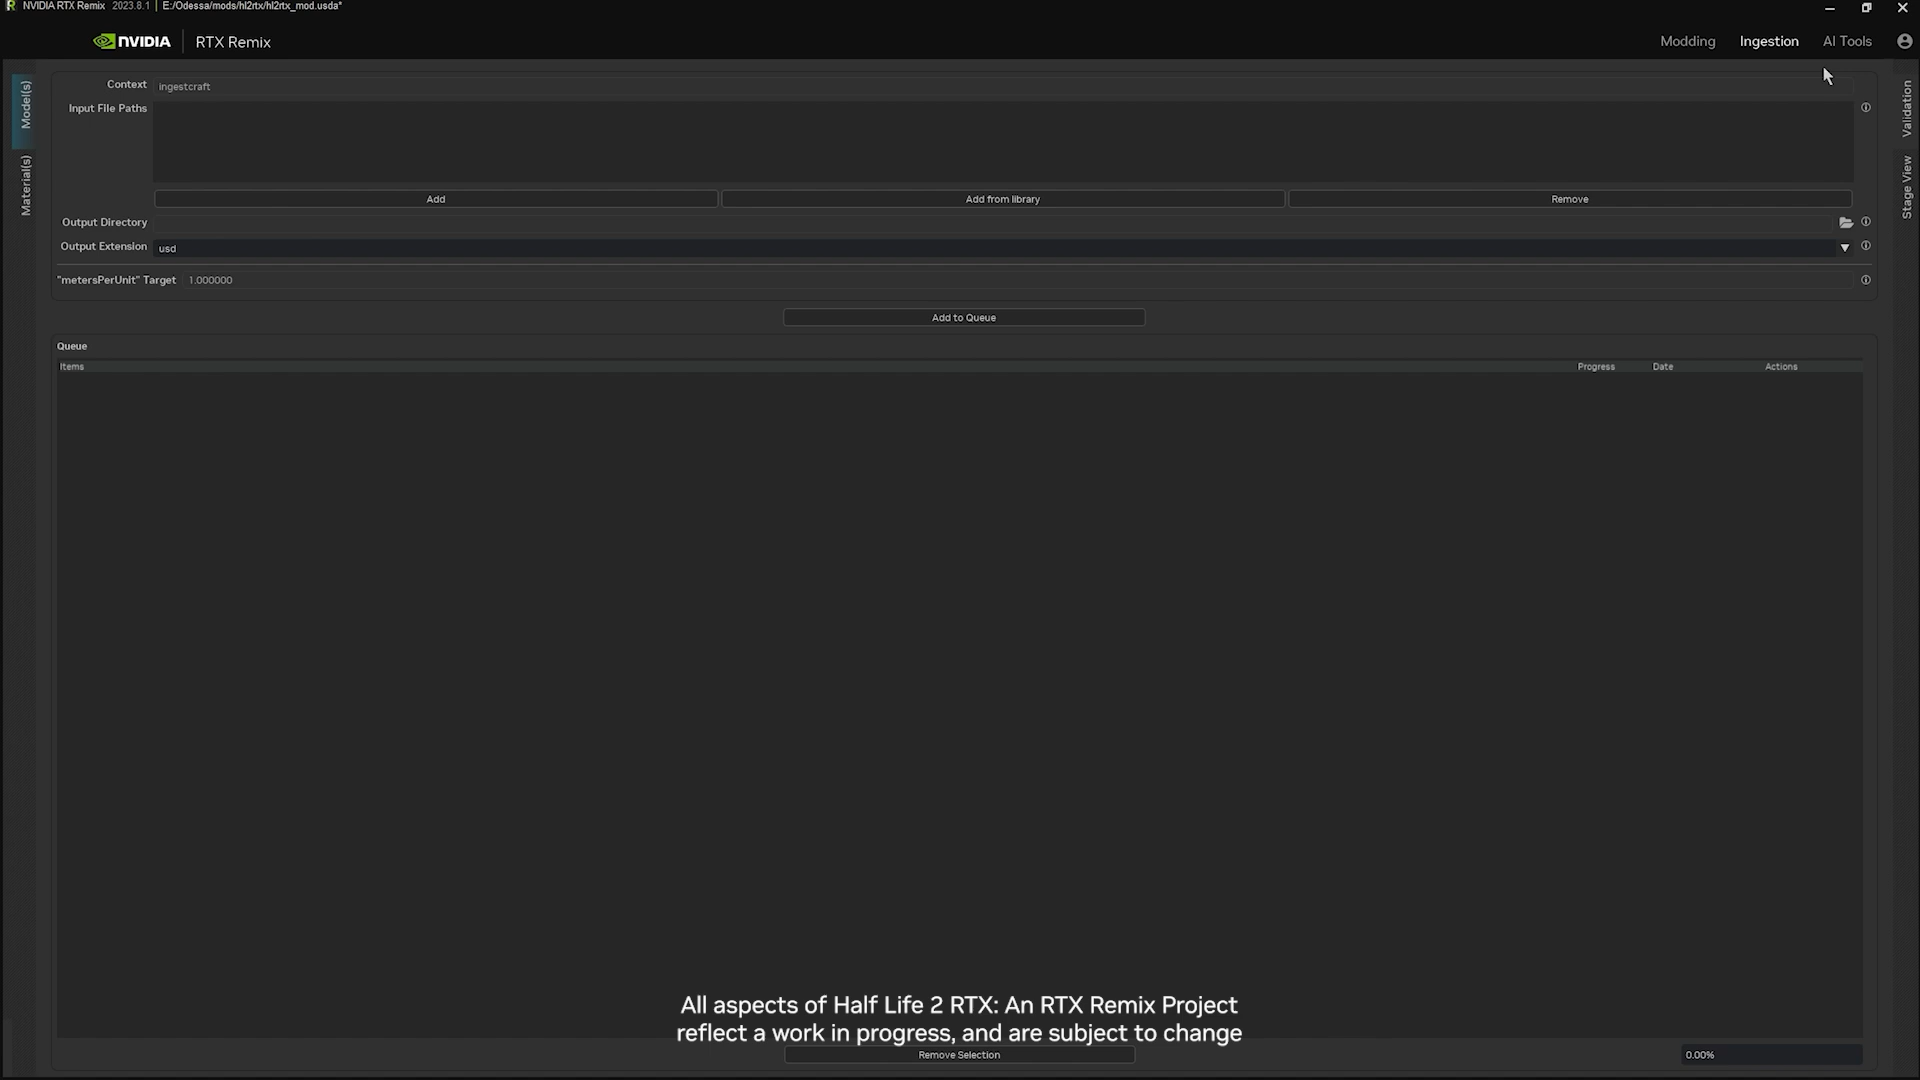 NVIDIA RTX Remix 2023.8.1 | E:/Odessa/mods/hl2rtx/hl2rtx_mod.usda*
NVIDIA RTX Remix
Modding Ingestion AI Tools
Model(s)
Material(s)
Validation
Stage View
Context ingestcraft
Input File Paths
Add Add from library Remove
Output Directory
Output Extension usd
"metersPerUnit" Target 1.000000
Add to Queue
Queue
Items Progress Date Actions
All aspects of Half Life 2 RTX: An RTX Remix Project
reflect a work in progress, and are subject to change
Remove Selection 0.00%